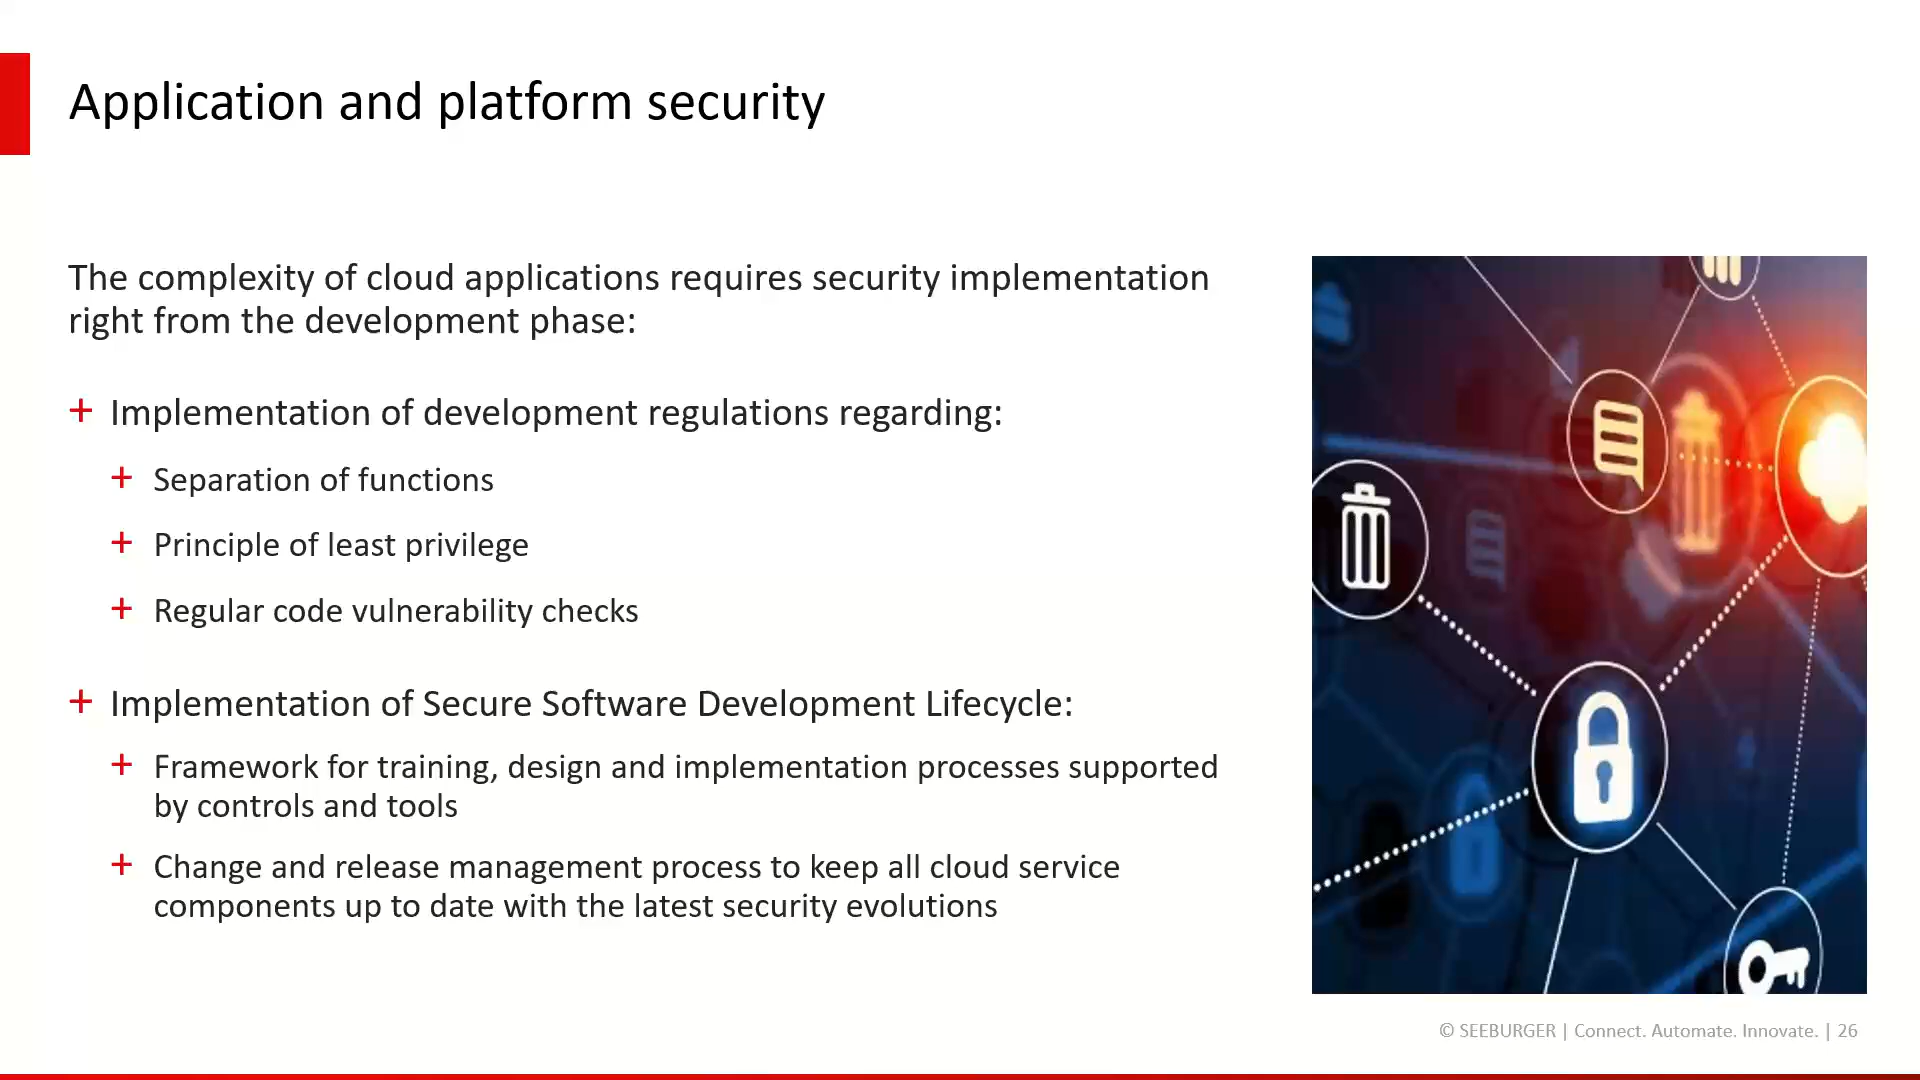 Application and platform security
The complexity of cloud applications requires security implementation
right from the development phase:
+ Implementation of development regulations regarding:
+ Separation of functions
+ Principle of least privilege
+ Regular code vulnerability checks
+ Implementation of Secure Software Development Lifecycle:
+ Framework for training, design and implementation processes supported
by controls and tools
+ Change and release management process to keep all cloud service
components up to date with the latest security evolutions
© SEEBURGER | Connect. Automate. Innovate. | 26